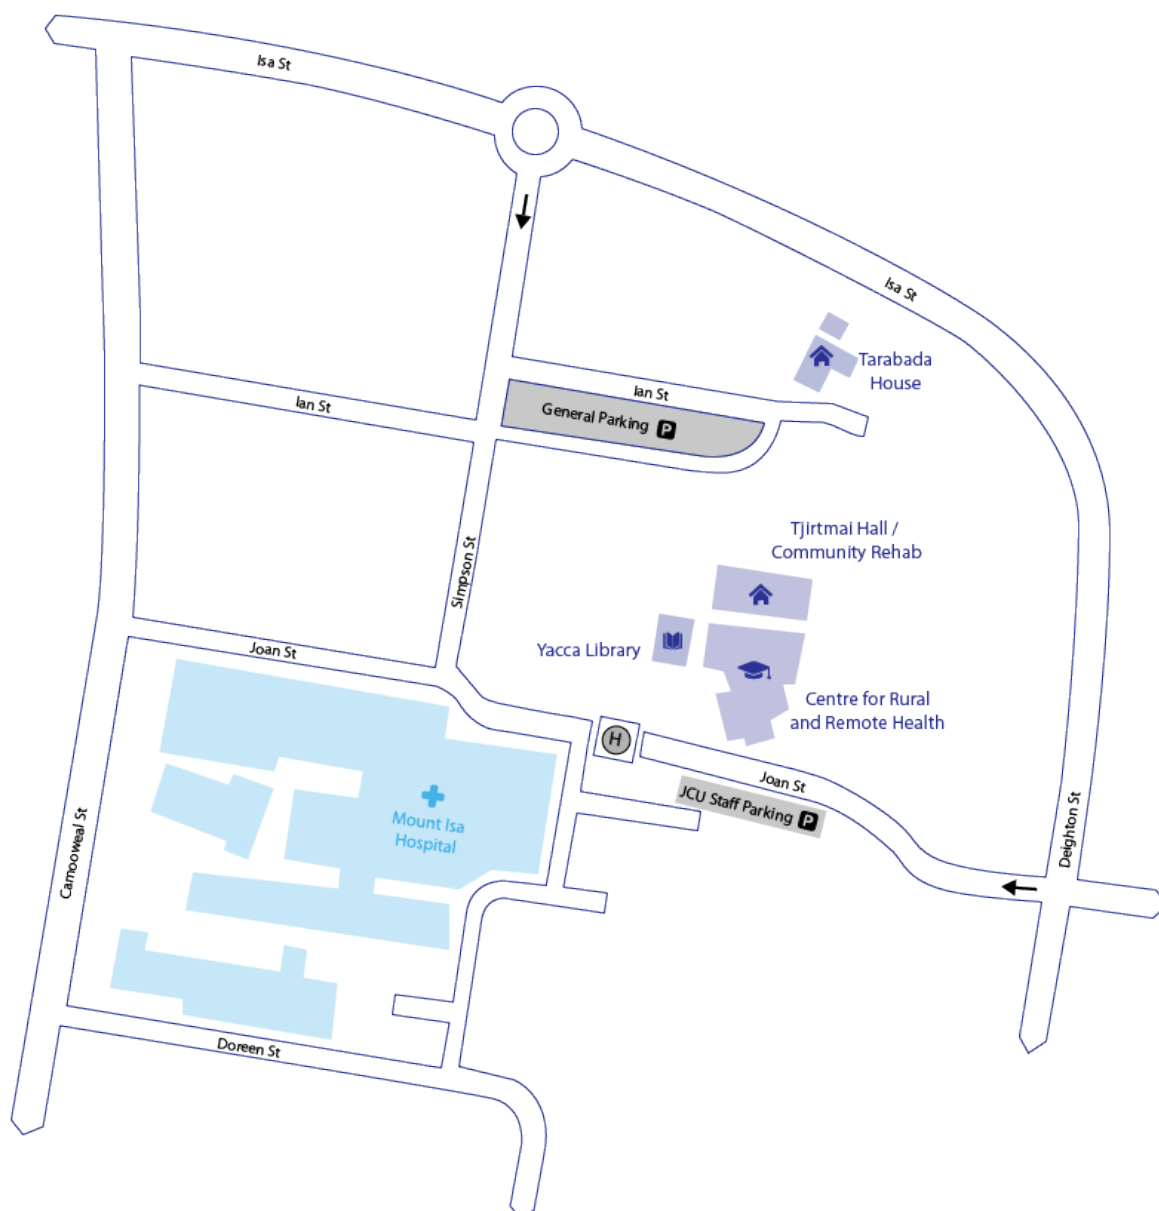 Isa St
Isa St
Tarabada
House
Ian St
Ian St
General Parking P
Tjirtmai Hall /
Community Rehab
Simpson St
Yacca Library
Joan St
Centre for Rural
and Remote Health
H
Joan St
JCU Staff Parking P
Mount Isa
Hospital
Camooweal St
Deighton St
Doreen St